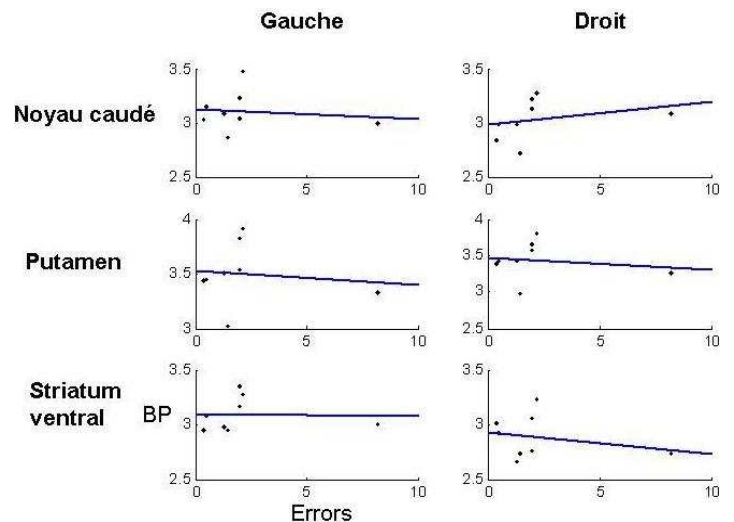 Gauche Droit
Noyau caudé
3.5 3.5
3 3
2.5 2.5
0 5 10 0 5 10
Putamen
4 4
3.5 3.5
3
3 2.5
0 5 10 0 5 10
Striatum
ventral
BP
3.5 3.5
3 3
2.5 2.5
0 5 10 0 5 10
Errors